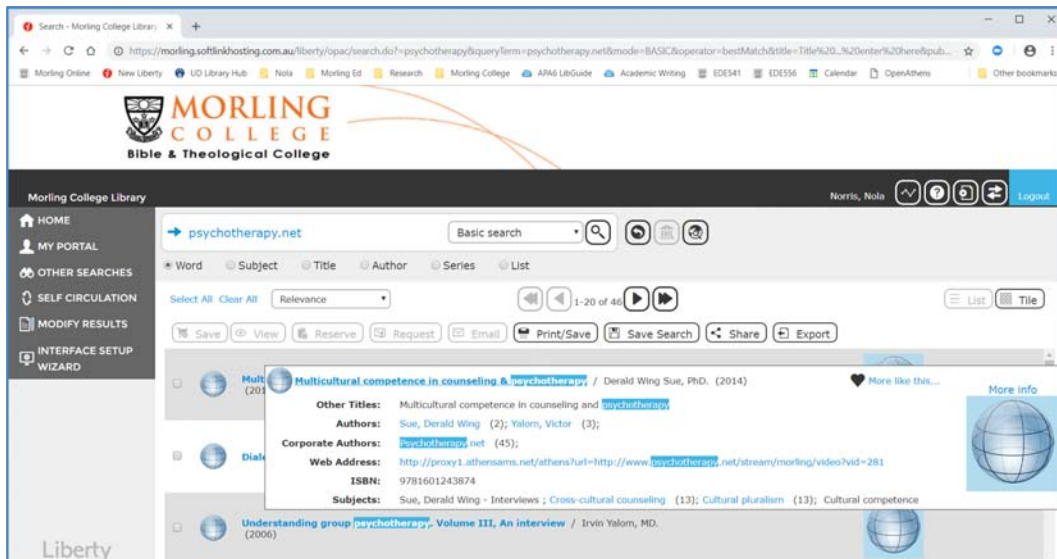 Search - Morling College Library
https://morling.softlinkhosting.com.au/liberty/opac/search.do?=psychotherapy&queryTerm=psychotherapy.net&mode=BASIC&operator=bestMatch&title=Title%20...%20enter%20here&pub...
Morling Online New Liberty UO Library Hub Nola Morling Ed Research Morling College APA6 LibGuide Academic Writing EDE541 EDE556 Calendar OpenAthens Other bookmarks
MORLING
COLLEGE
Bible & Theological College
Morling College Library Norris, Nola Logout
HOME
MY PORTAL
OTHER SEARCHES
SELF CIRCULATION
MODIFY RESULTS
INTERFACE SETUP
WIZARD
psychotherapy.net Basic search
Word Subject Title Author Series List
Select All Clear All Relevance 1-20 of 46 List Tile
Save View Reserve Request Email Print/Save Save Search Share Export
Mult
(201
Multicultural competence in counseling & psychotherapy / Derald Wing Sue, PhD. (2014) More like this...
More info
Other Titles: Multicultural competence in counseling and psychotherapy
Authors: Sue, Derald Wing (2); Yalom, Victor (3);
Corporate Authors: Psychotherapy.net (45);
Web Address: http://proxy1.athensams.net/athens?url=http://www.psychotherapy.net/stream/morling/video?vid=281
ISBN: 9781601243874
Subjects: Sue, Derald Wing - Interviews ; Cross-cultural counseling (13); Cultural pluralism (13); Cultural competence
Dial
Understanding group psychotherapy. Volume III, An interview / Irvin Yalom, MD.
(2006)
Liberty